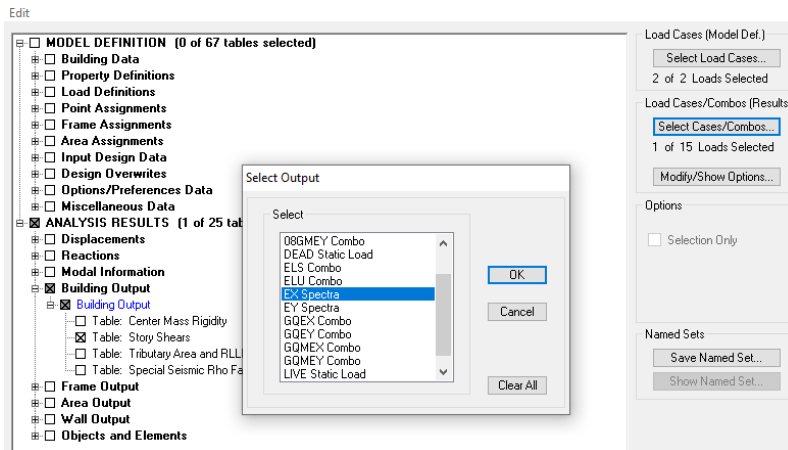 Edit
MODEL DEFINITION (0 of 67 tables selected)
Building Data
Property Definitions
Load Definitions
Point Assignments
Frame Assignments
Area Assignments
Input Design Data
Design Overwrites
Options/Preferences Data
Miscellaneous Data
ANALYSIS RESULTS (1 of 25 tab
Displacements
Reactions
Modal Information
Building Output
Building Output
Table: Center Mass Rigidity
Table: Story Shears
Table: Tributary Area and RLL
Table: Special Seismic Rho Fa
Frame Output
Area Output
Wall Output
Objects and Elements
Select Output
Select
08GMEY Combo
DEAD Static Load
ELS Combo
ELU Combo
EX Spectra
EY Spectra
GQEX Combo
GQEY Combo
GQMEX Combo
GQMEY Combo
LIVE Static Load
OK
Cancel
Clear All
Load Cases (Model Def.)
Select Load Cases...
2 of 2 Loads Selected
Load Cases/Combos (Results
Select Cases/Combos...
1 of 15 Loads Selected
Modify/Show Options...
Options
Selection Only
Named Sets
Save Named Set...
Show Named Set...